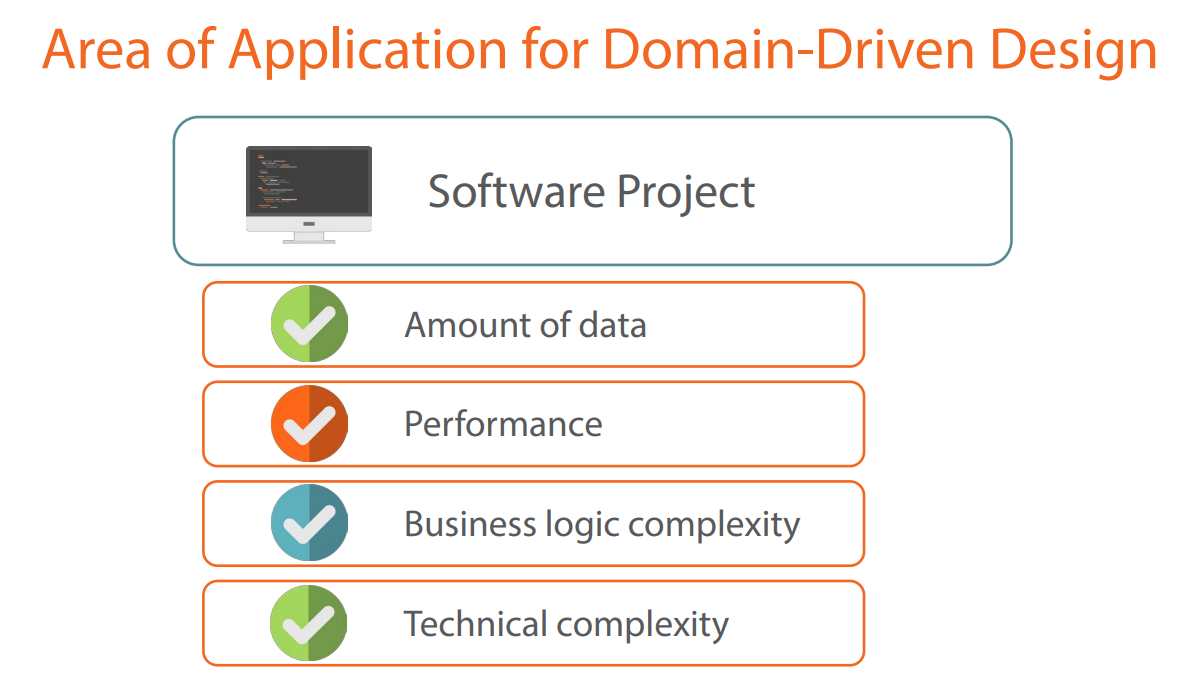 Area of Application for Domain-Driven Design
Software Project
Amount of data
Performance
Business logic complexity
Technical complexity